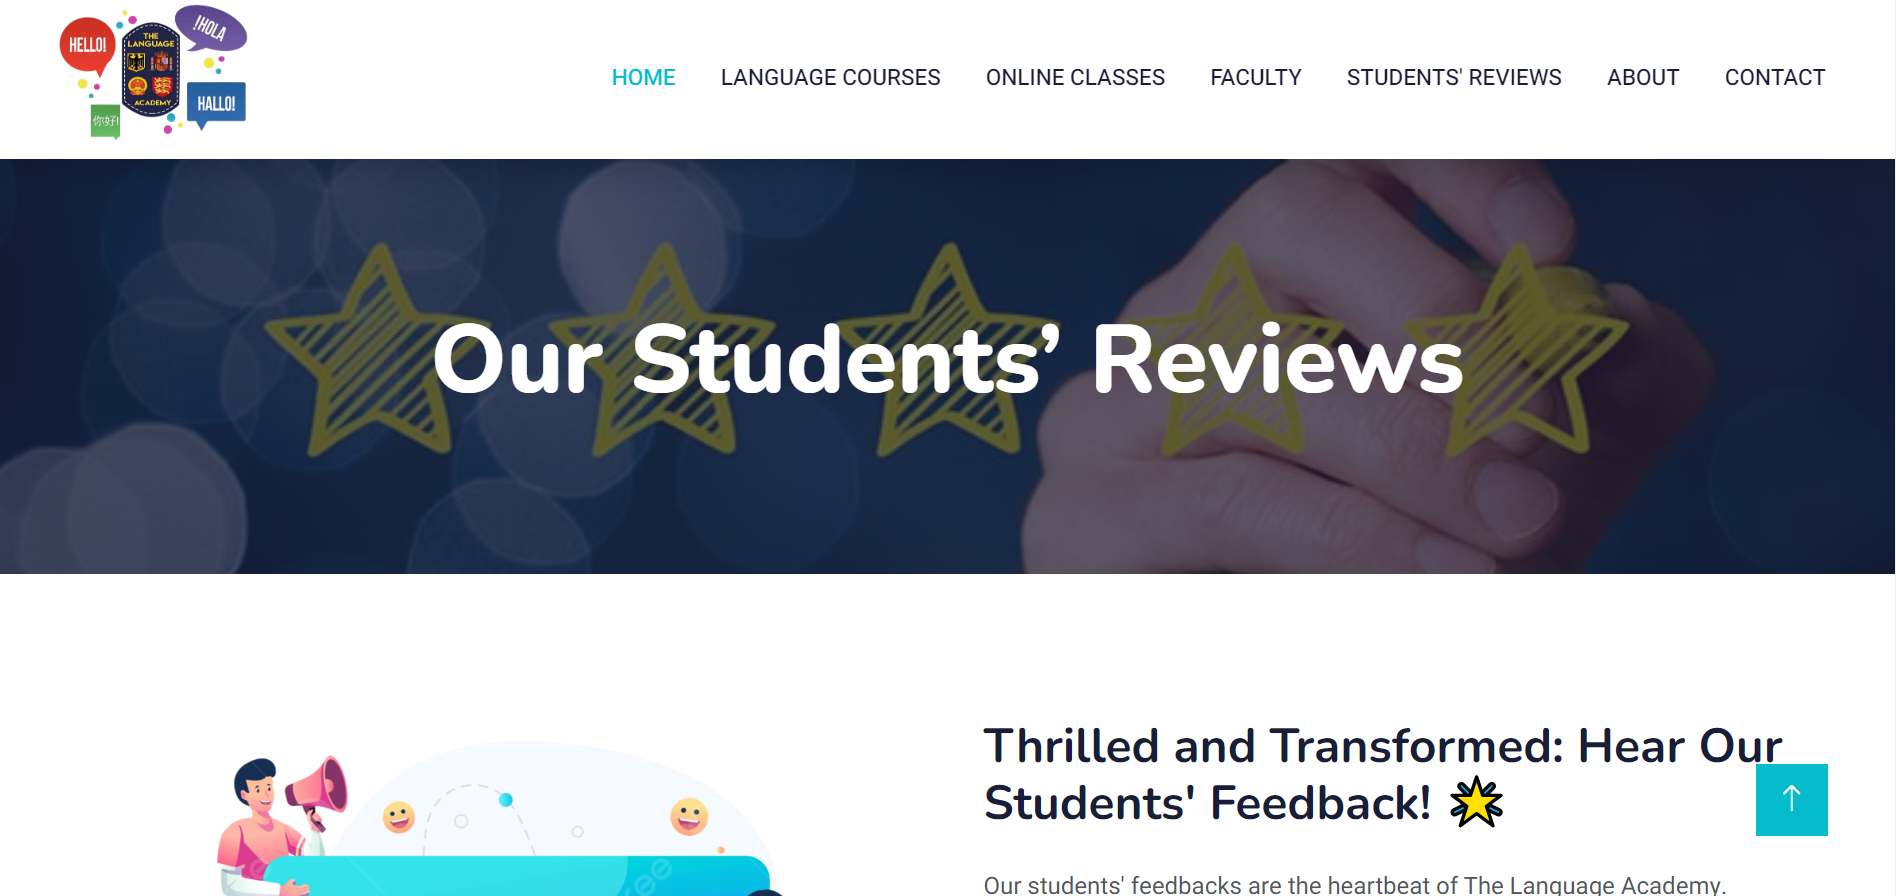 HELLO!
THE
LANGUAGE
ACADEMY
¡HOLA
HALLO!
你好!
HOME
LANGUAGE COURSES
ONLINE CLASSES
FACULTY
STUDENTS' REVIEWS
ABOUT
CONTACT
Our Students’ Reviews
Thrilled and Transformed: Hear Our
Students' Feedback! 🌟
Our students' feedbacks are the heartbeat of The Language Academy.